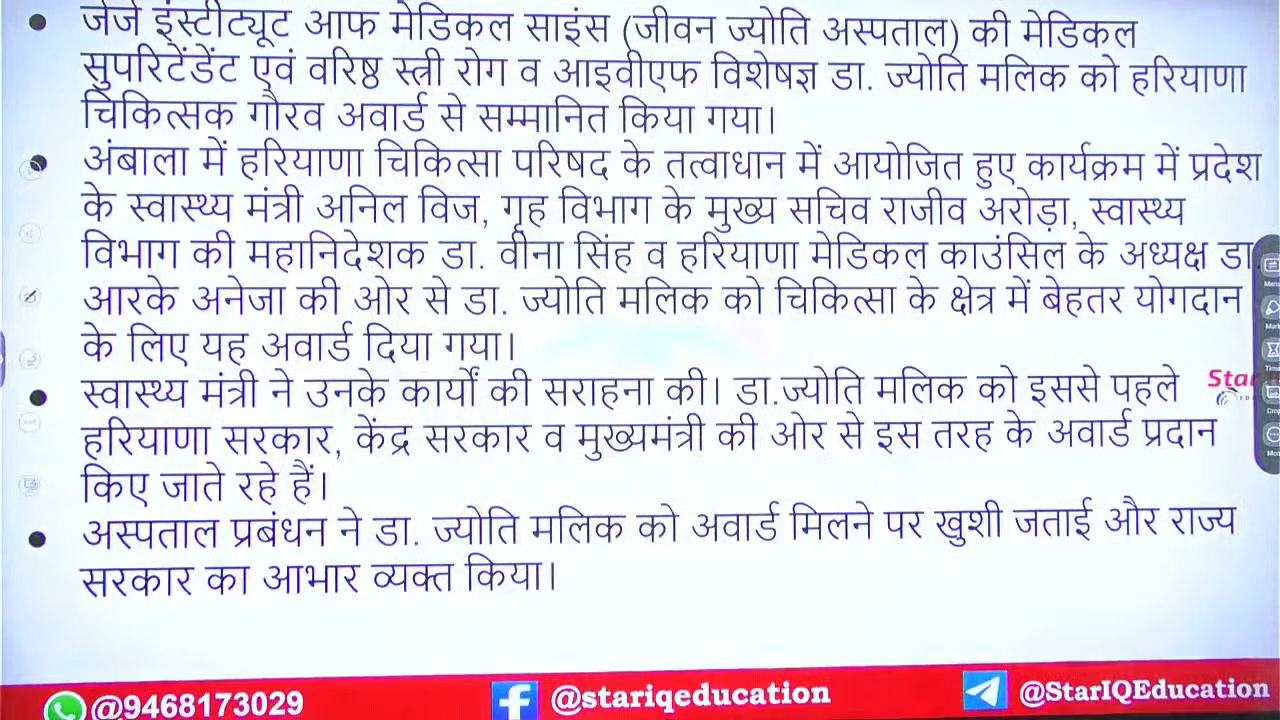 जेजे इंस्टीट्यूट आफ मेडिकल साइंस (जीवन ज्योति अस्पताल) की मेडिकल
सुपरिटेंडेंट एवं वरिष्ठ स्त्री रोग व आइवीएफ विशेषज्ञ डा. ज्योति मलिक को हरियाणा
चिकित्सक गौरव अवार्ड से सम्मानित किया गया।
अंबाला में हरियाणा चिकित्सा परिषद के तत्वाधान में आयोजित हुए कार्यक्रम में प्रदेश
के स्वास्थ्य मंत्री अनिल विज, गृह विभाग के मुख्य सचिव राजीव अरोड़ा, स्वास्थ्य
विभाग की महानिदेशक डा. वीना सिंह व हरियाणा मेडिकल काउंसिल के अध्यक्ष डा.
आरके अनेजा की ओर से डा. ज्योति मलिक को चिकित्सा के क्षेत्र में बेहतर योगदान
के लिए यह अवार्ड दिया गया।
स्वास्थ्य मंत्री ने उनके कार्यों की सराहना की। डा.ज्योति मलिक को इससे पहले
Star
हरियाणा सरकार, केंद्र सरकार व मुख्यमंत्री की ओर से इस तरह के अवार्ड प्रदान
किए जाते रहे हैं।
अस्पताल प्रबंधन ने डा. ज्योति मलिक को अवार्ड मिलने पर खुशी जताई और राज्य
सरकार का आभार व्यक्त किया।
@9468173029
@stariqeducation
@StarIQEducation